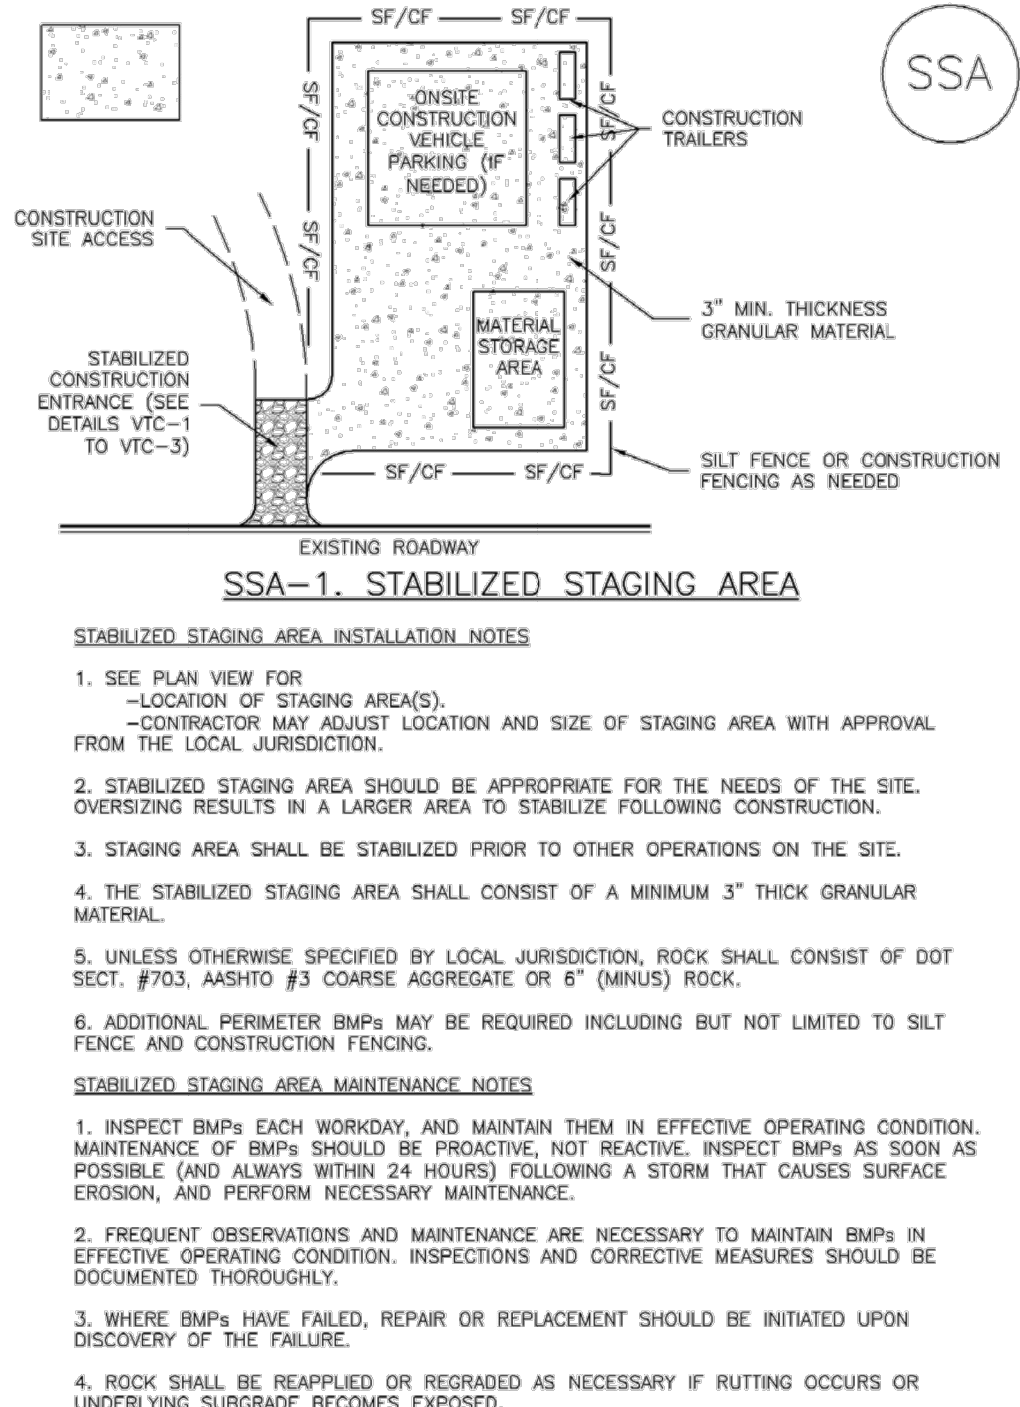 SF/CF SF/CF
SSA
SF/CF
SF/CF
ONSITE
CONSTRUCTION
VEHICLE
PARKING (IF
NEEDED)
CONSTRUCTION
TRAILERS
CONSTRUCTION
SITE ACCESS
SF/CF
SF/CF
3" MIN. THICKNESS
GRANULAR MATERIAL
MATERIAL
STORAGE
AREA
STABILIZED
CONSTRUCTION
ENTRANCE (SEE
DETAILS VTC-1
TO VTC-3)
SF/CF
SF/CF SF/CF
SILT FENCE OR CONSTRUCTION
FENCING AS NEEDED
EXISTING ROADWAY
SSA-1. STABILIZED STAGING AREA
STABILIZED STAGING AREA INSTALLATION NOTES
1. SEE PLAN VIEW FOR
-LOCATION OF STAGING AREA(S).
-CONTRACTOR MAY ADJUST LOCATION AND SIZE OF STAGING AREA WITH APPROVAL
FROM THE LOCAL JURISDICTION.
2. STABILIZED STAGING AREA SHOULD BE APPROPRIATE FOR THE NEEDS OF THE SITE.
OVERSIZING RESULTS IN A LARGER AREA TO STABILIZE FOLLOWING CONSTRUCTION.
3. STAGING AREA SHALL BE STABILIZED PRIOR TO OTHER OPERATIONS ON THE SITE.
4. THE STABILIZED STAGING AREA SHALL CONSIST OF A MINIMUM 3" THICK GRANULAR
MATERIAL.
5. UNLESS OTHERWISE SPECIFIED BY LOCAL JURISDICTION, ROCK SHALL CONSIST OF DOT
SECT. #703, AASHTO #3 COARSE AGGREGATE OR 6" (MINUS) ROCK.
6. ADDITIONAL PERIMETER BMPs MAY BE REQUIRED INCLUDING BUT NOT LIMITED TO SILT
FENCE AND CONSTRUCTION FENCING.
STABILIZED STAGING AREA MAINTENANCE NOTES
1. INSPECT BMPs EACH WORKDAY, AND MAINTAIN THEM IN EFFECTIVE OPERATING CONDITION.
MAINTENANCE OF BMPs SHOULD BE PROACTIVE, NOT REACTIVE. INSPECT BMPs AS SOON AS
POSSIBLE (AND ALWAYS WITHIN 24 HOURS) FOLLOWING A STORM THAT CAUSES SURFACE
EROSION, AND PERFORM NECESSARY MAINTENANCE.
2. FREQUENT OBSERVATIONS AND MAINTENANCE ARE NECESSARY TO MAINTAIN BMPs IN
EFFECTIVE OPERATING CONDITION. INSPECTIONS AND CORRECTIVE MEASURES SHOULD BE
DOCUMENTED THOROUGHLY.
3. WHERE BMPs HAVE FAILED, REPAIR OR REPLACEMENT SHOULD BE INITIATED UPON
DISCOVERY OF THE FAILURE.
4. ROCK SHALL BE REAPPLIED OR REGRADED AS NECESSARY IF RUTTING OCCURS OR
UNDERLYING SUBGRADE BECOMES EXPOSED.